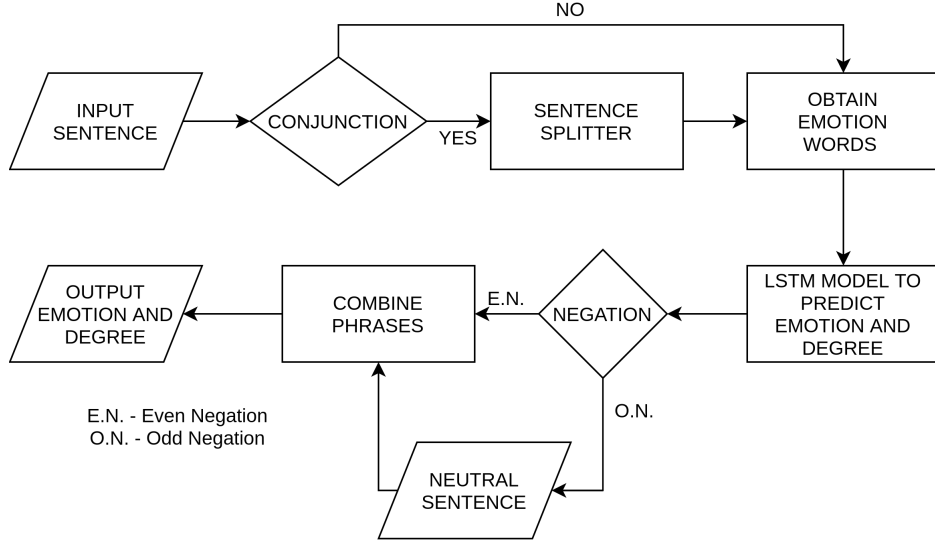 NO
INPUT
SENTENCE
CONJUNCTION
YES
SENTENCE
SPLITTER
OBTAIN
EMOTION
WORDS
LSTM MODEL TO
PREDICT
EMOTION AND
DEGREE
NEGATION
E.N.
COMBINE
PHRASES
OUTPUT
EMOTION AND
DEGREE
O.N.
NEUTRAL
SENTENCE
E.N. - Even Negation
O.N. - Odd Negation